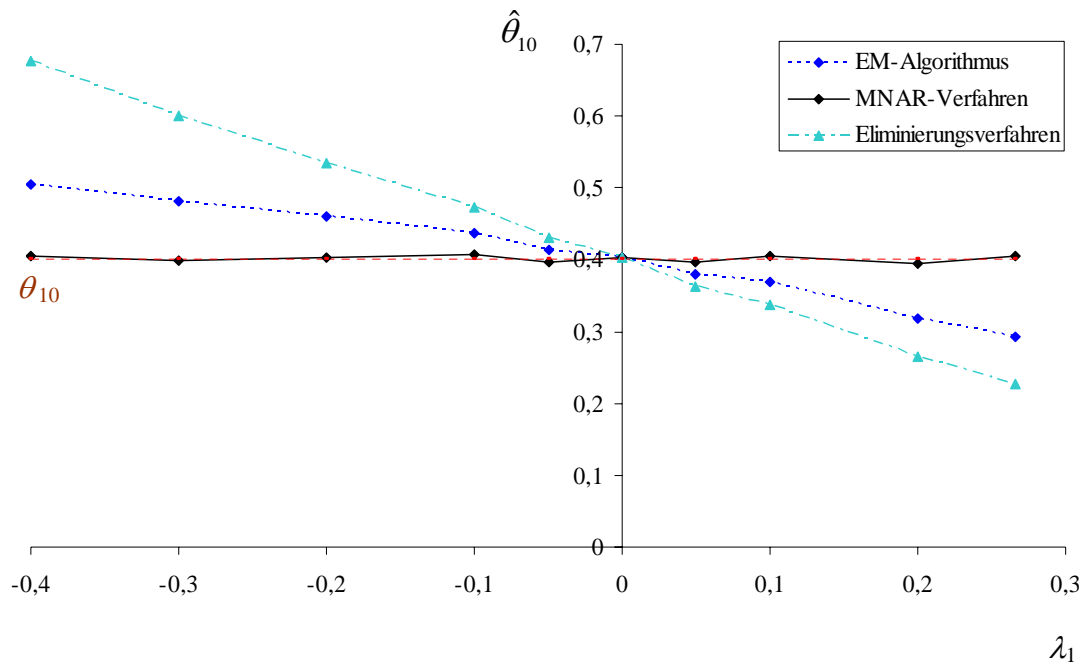 θ̂₁₀
0,7
EM-Algorithmus
MNAR-Verfahren
Eliminierungsverfahren
0,6
0,5
0,4
θ₁₀
0,3
0,2
0,1
0
-0,4 -0,3 -0,2 -0,1 0 0,1 0,2 0,3
λ₁